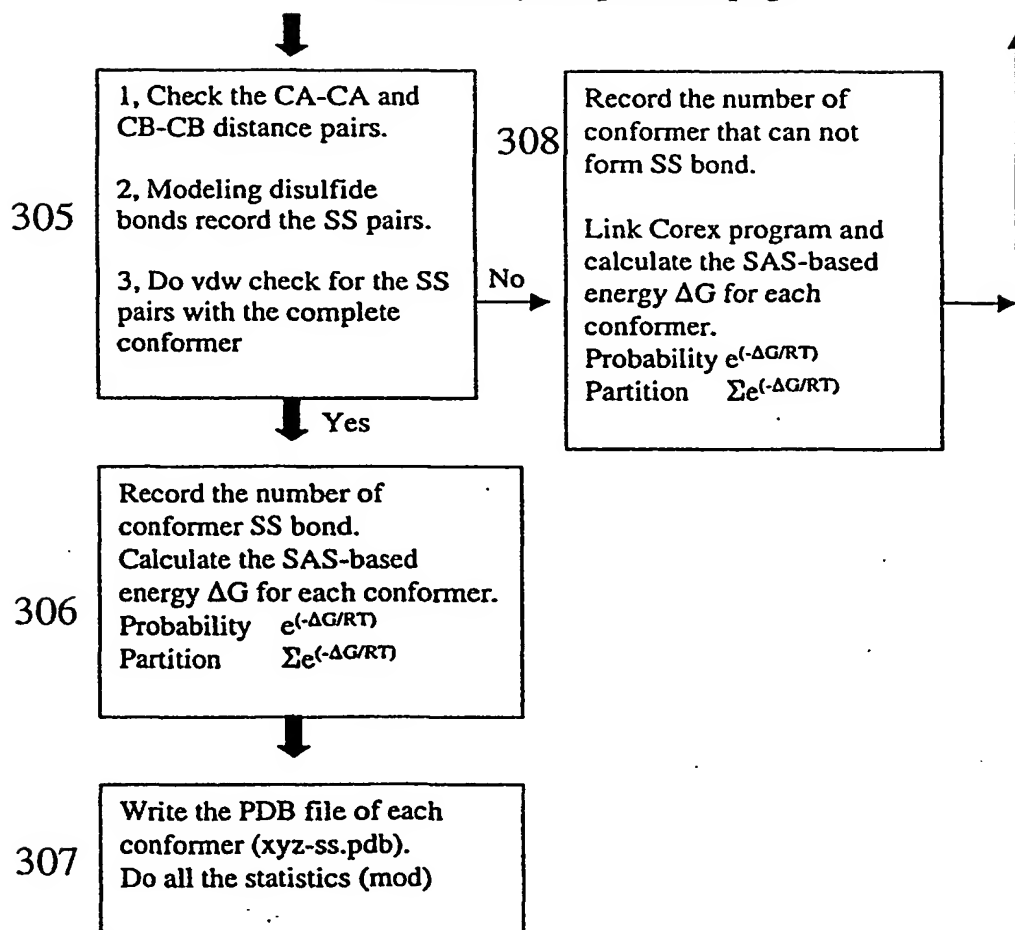 305
1, Check the CA-CA and
CB-CB distance pairs.
2, Modeling disulfide
bonds record the SS pairs.
3, Do vdw check for the SS
pairs with the complete
conformer
No
Yes
308
Record the number of
conformer that can not
form SS bond.
Link Corex program and
calculate the SAS-based
energy ΔG for each
conformer.
Probability e(-ΔG/RT)
Partition Σe(-ΔG/RT)
306
Record the number of
conformer SS bond.
Calculate the SAS-based
energy ΔG for each conformer.
Probability e(-ΔG/RT)
Partition Σe(-ΔG/RT)
307
Write the PDB file of each
conformer (xyz-ss.pdb).
Do all the statistics (mod)